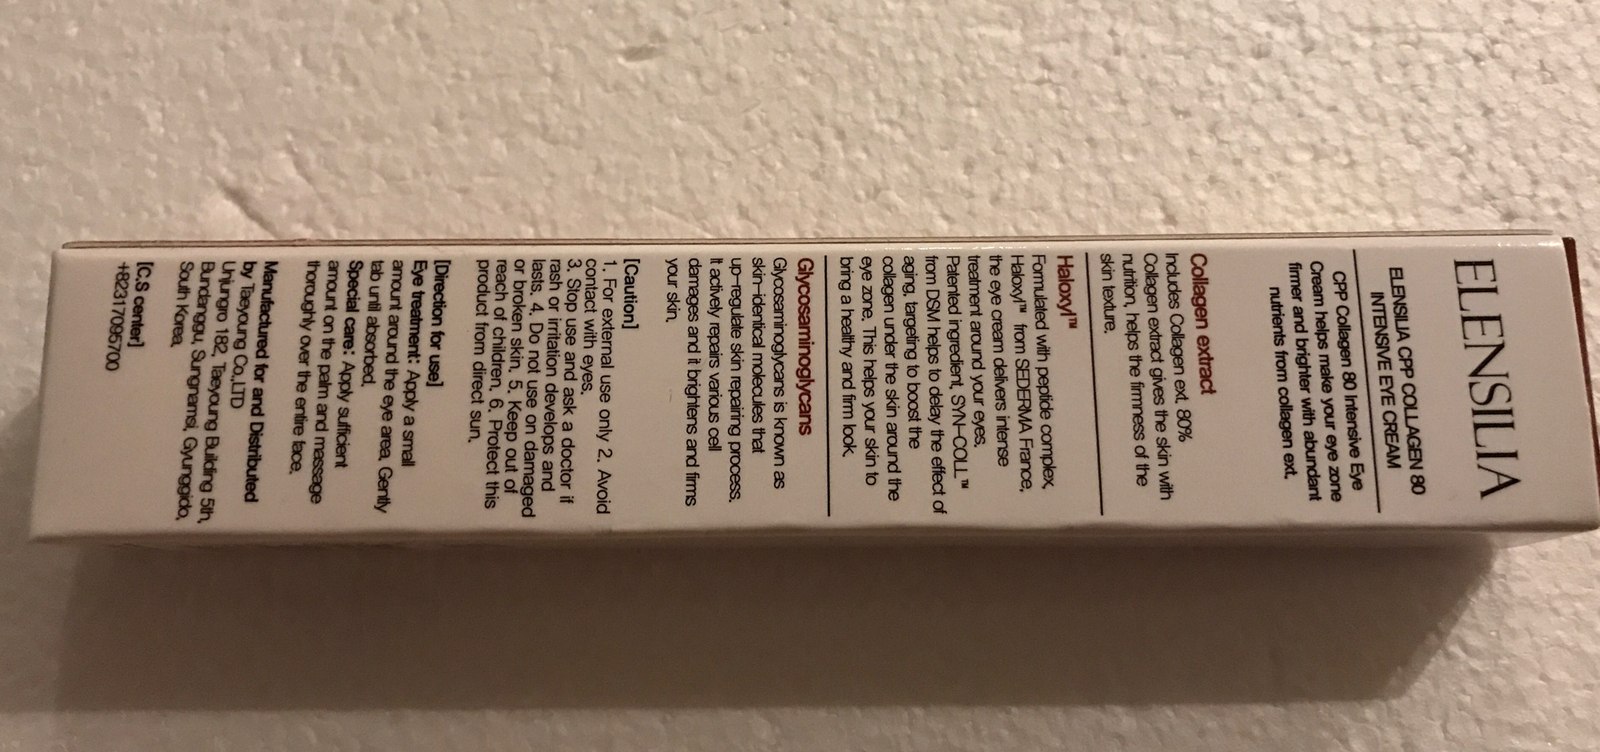 ELENSILIA
ELENSILIA CPP COLLAGEN 80
INTENSIVE EYE CREAM
CPP Collagen 80 Intensive Eye
Cream helps make your eye zone
firmer and brighter with abundant
nutrients from collagen ext.
Collagen extract
Includes Collagen ext. 80%
Collagen extract gives the skin with
nutrition, helps the firmness of the
skin texture.
Haloxyl™
Formulated with peptide complex,
Haloxyl™ from SEDERMA France,
the eye cream delivers intense
treatment around your eyes.
Patented ingredient, SYN-COLL™
from DSM helps to delay the effect of
aging, targeting to boost the
collagen under the skin around the
eye zone. This helps your skin to
bring a healthy and firm look.
Glycosaminoglycans
Glycosaminoglycans is known as
skin-identical molecules that
up-regulate skin repairing process.
It actively repairs various cell
damages and it brightens and firms
your skin.
[Caution]
1. For external use only 2. Avoid
contact with eyes.
3. Stop use and ask a doctor if
rash or irritation develops and
lasts. 4. Do not use on damaged
or broken skin. 5. Keep out of
reach of children. 6. Protect this
product from direct sun.
[Direction for use]
Eye treatment: Apply a small
amount around the eye area. Gently
tab until absorbed.
Special care: Apply sufficient
amount on the palm and massage
thoroughly over the entire face.
Manufactured for and Distributed
by Taeyoung Co.,LTD
Unjungro 182, Taeyoung Building 5th,
Bundanggu, Sungnamsi, Gyunggido,
South Korea.
[C.S center]
+82317095700